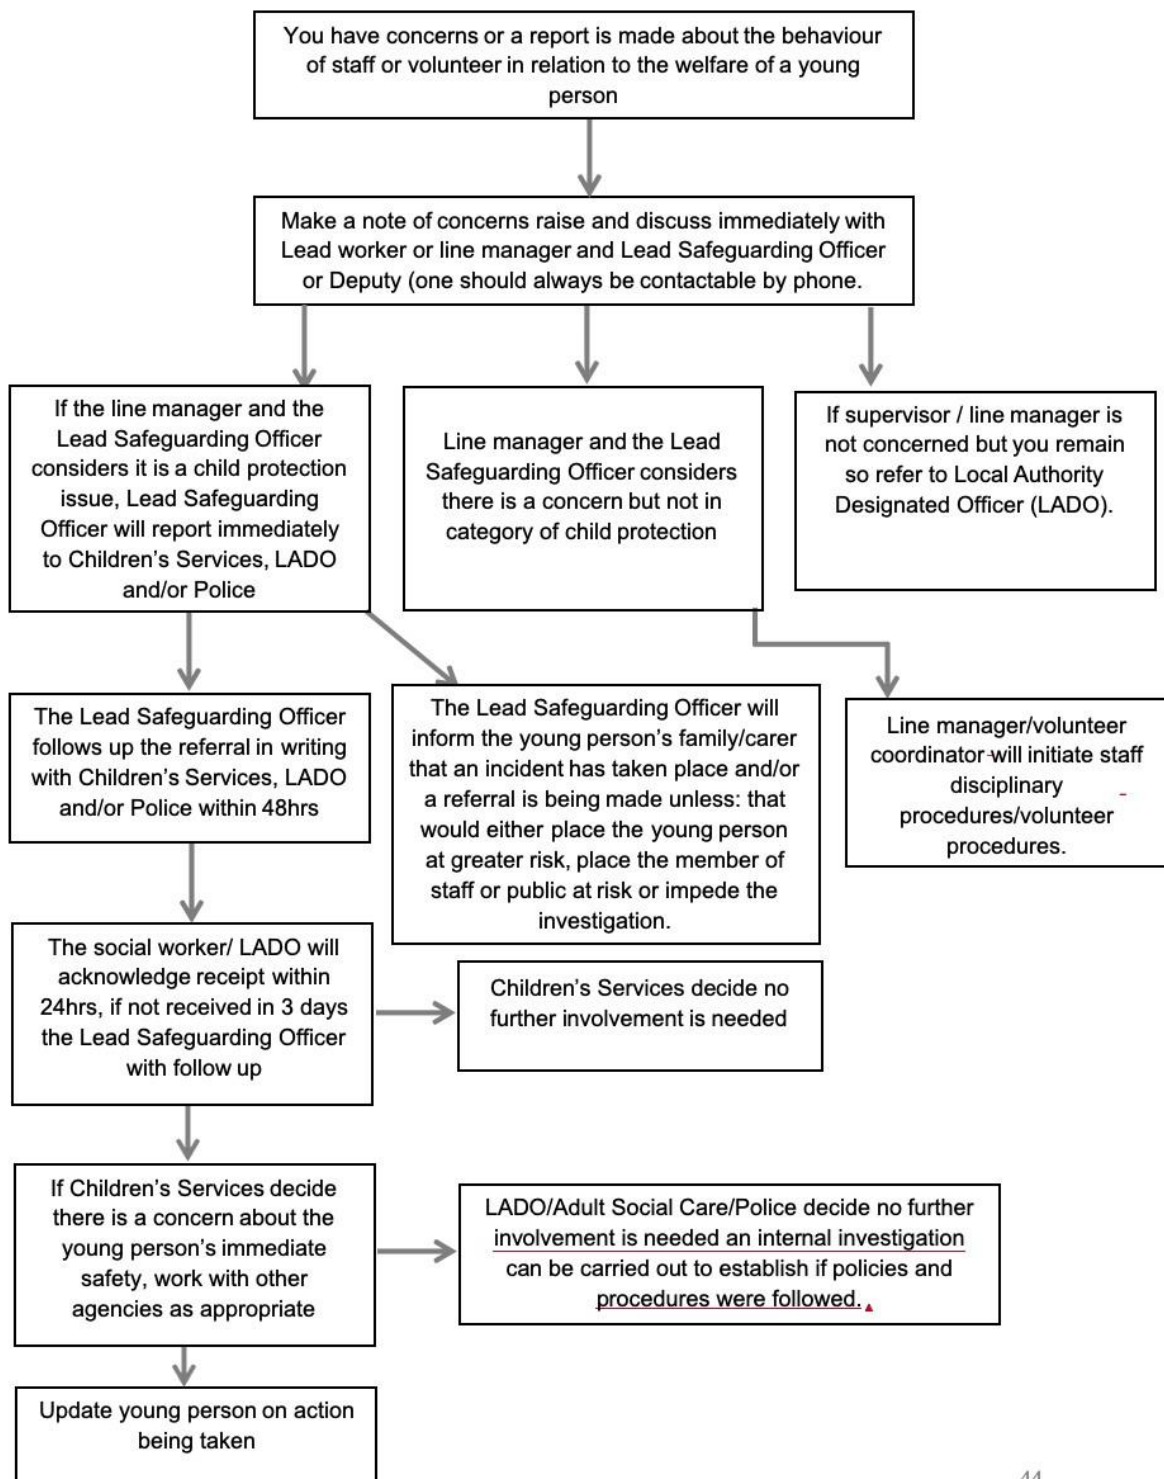 You have concerns or a report is made about the behaviour
of staff or volunteer in relation to the welfare of a young
person
Make a note of concerns raise and discuss immediately with
Lead worker or line manager and Lead Safeguarding Officer
or Deputy (one should always be contactable by phone.
If the line manager and the
Lead Safeguarding Officer
considers it is a child protection
issue, Lead Safeguarding
Officer will report immediately
to Children’s Services, LADO
and/or Police
Line manager and the Lead
Safeguarding Officer considers
there is a concern but not in
category of child protection
If supervisor / line manager is
not concerned but you remain
so refer to Local Authority
Designated Officer (LADO).
The Lead Safeguarding Officer
follows up the referral in writing
with Children’s Services, LADO
and/or Police within 48hrs
The Lead Safeguarding Officer will
inform the young person’s family/carer
that an incident has taken place and/or
a referral is being made unless: that
would either place the young person
at greater risk, place the member of
staff or public at risk or impede the
investigation.
Line manager/volunteer
coordinator will initiate staff
disciplinary
procedures/volunteer
procedures.
The social worker/ LADO will
acknowledge receipt within
24hrs, if not received in 3 days
the Lead Safeguarding Officer
with follow up
Children’s Services decide no
further involvement is needed
If Children’s Services decide
there is a concern about the
young person’s immediate
safety, work with other
agencies as appropriate
LADO/Adult Social Care/Police decide no further
involvement is needed an internal investigation
can be carried out to establish if policies and
procedures were followed.
Update young person on action
being taken
44